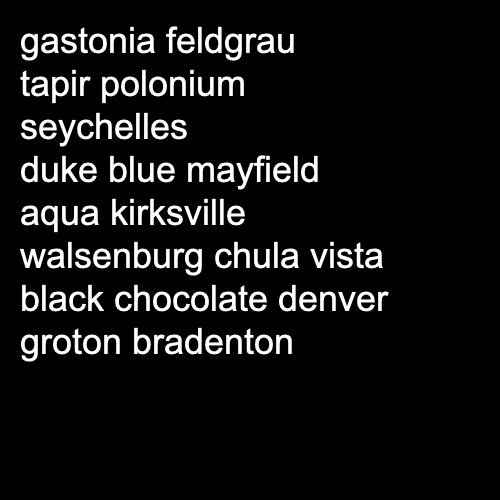 gastonia feldgrau
tapir polonium
seychelles
duke blue mayfield
aqua kirksville
walsenburg chula vista
black chocolate denver
groton bradenton